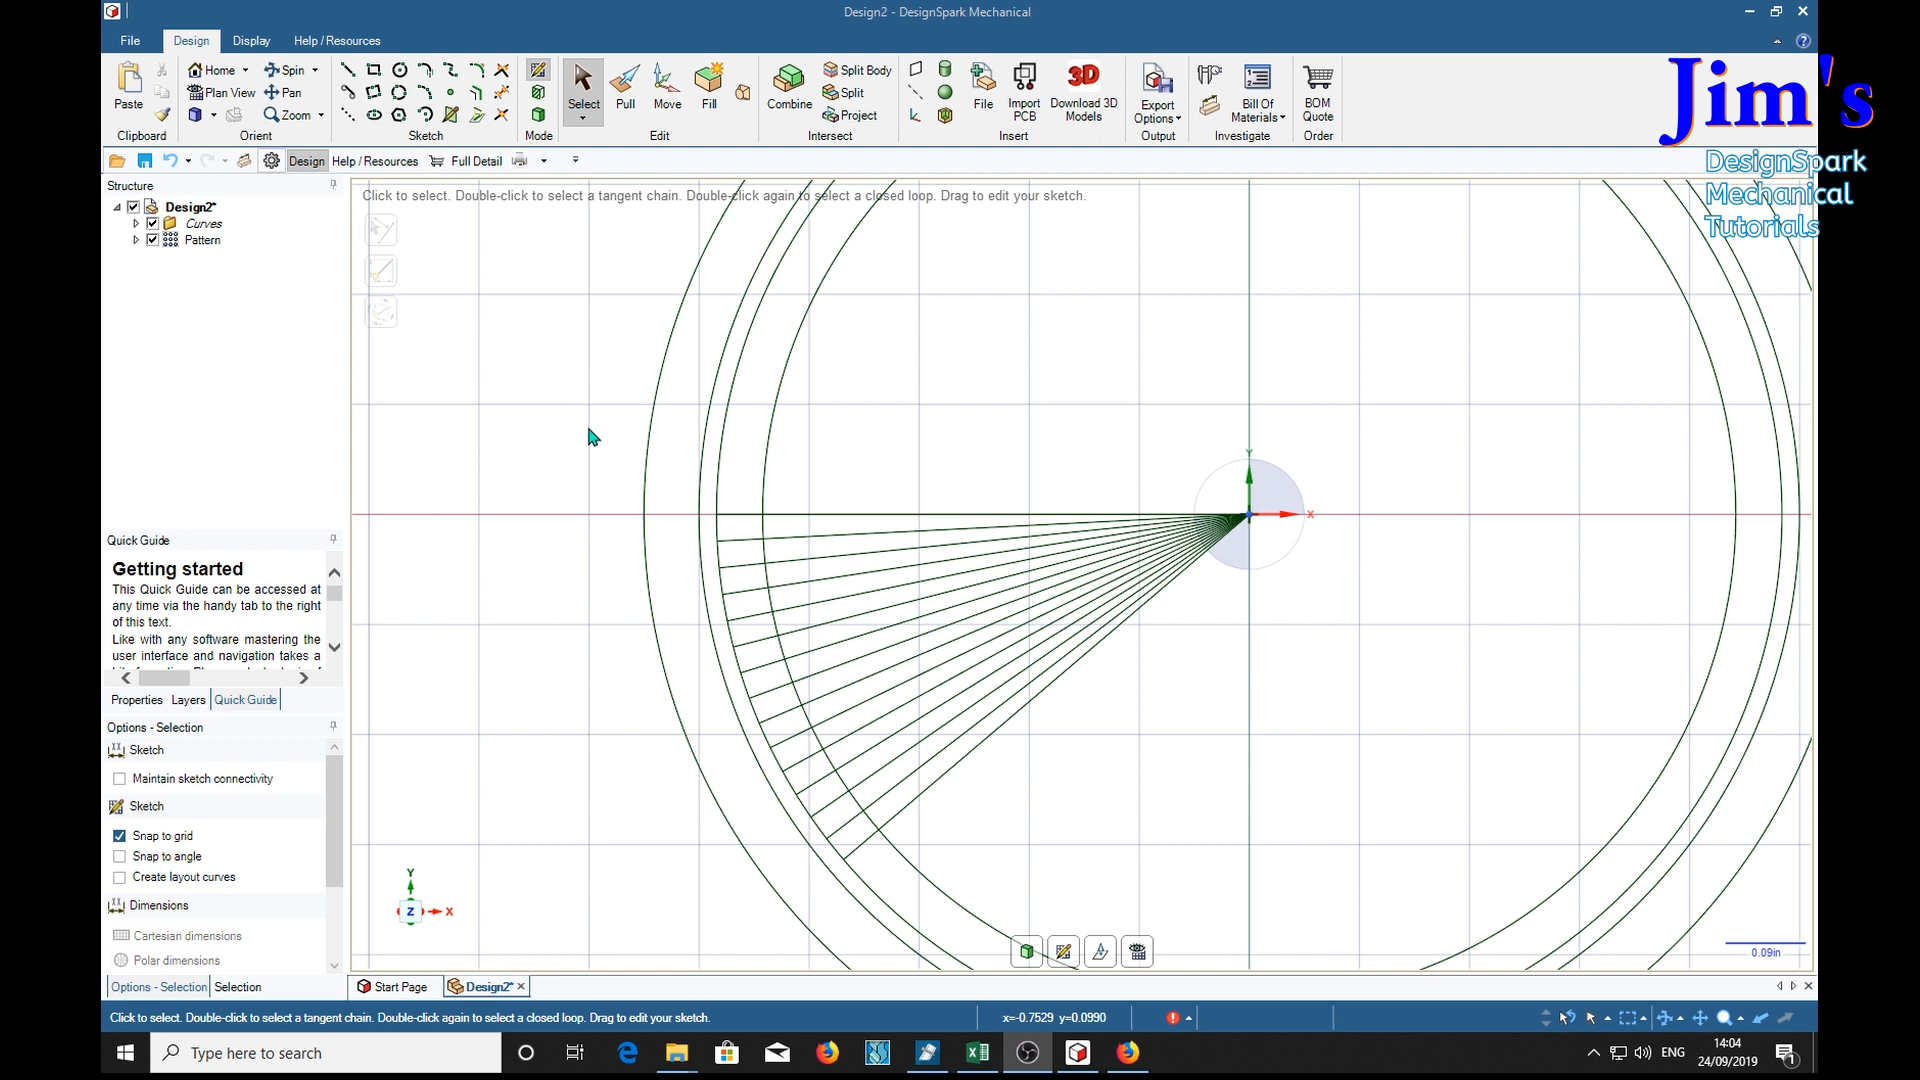 Design2 - DesignSpark Mechanical
File Design Display Help / Resources
Paste
Clipboard
Home
Spin
Plan View
Pan
Zoom
Orient
Sketch
Mode
Select
Pull
Move
Fill
Edit
Combine
Split Body
Split
Project
Intersect
File
Import PCB
Download 3D Models
3D
Insert
Export Options
Output
Bill Of Materials
Investigate
BOM Quote
Order
Jim's
DesignSpark
Mechanical
Tutorials
Design Help / Resources Full Detail
Structure
Design2*
Curves
Pattern
Click to select. Double-click to select a tangent chain. Double-click again to select a closed loop. Drag to edit your sketch.
Y
X
Quick Guide
Getting started
This Quick Guide can be accessed at
any time via the handy tab to the right
of this text.
Like with any software mastering the
user interface and navigation takes a
Properties Layers Quick Guide
Options - Selection
Sketch
Maintain sketch connectivity
Sketch
Snap to grid
Snap to angle
Create layout curves
Dimensions
Cartesian dimensions
Polar dimensions
Y
Z
X
0.09in
Options - Selection Selection
Start Page Design2*
Click to select. Double-click to select a tangent chain. Double-click again to select a closed loop. Drag to edit your sketch.
x=-0.7529 y=0.0990
Type here to search
ENG
14:04
24/09/2019
1